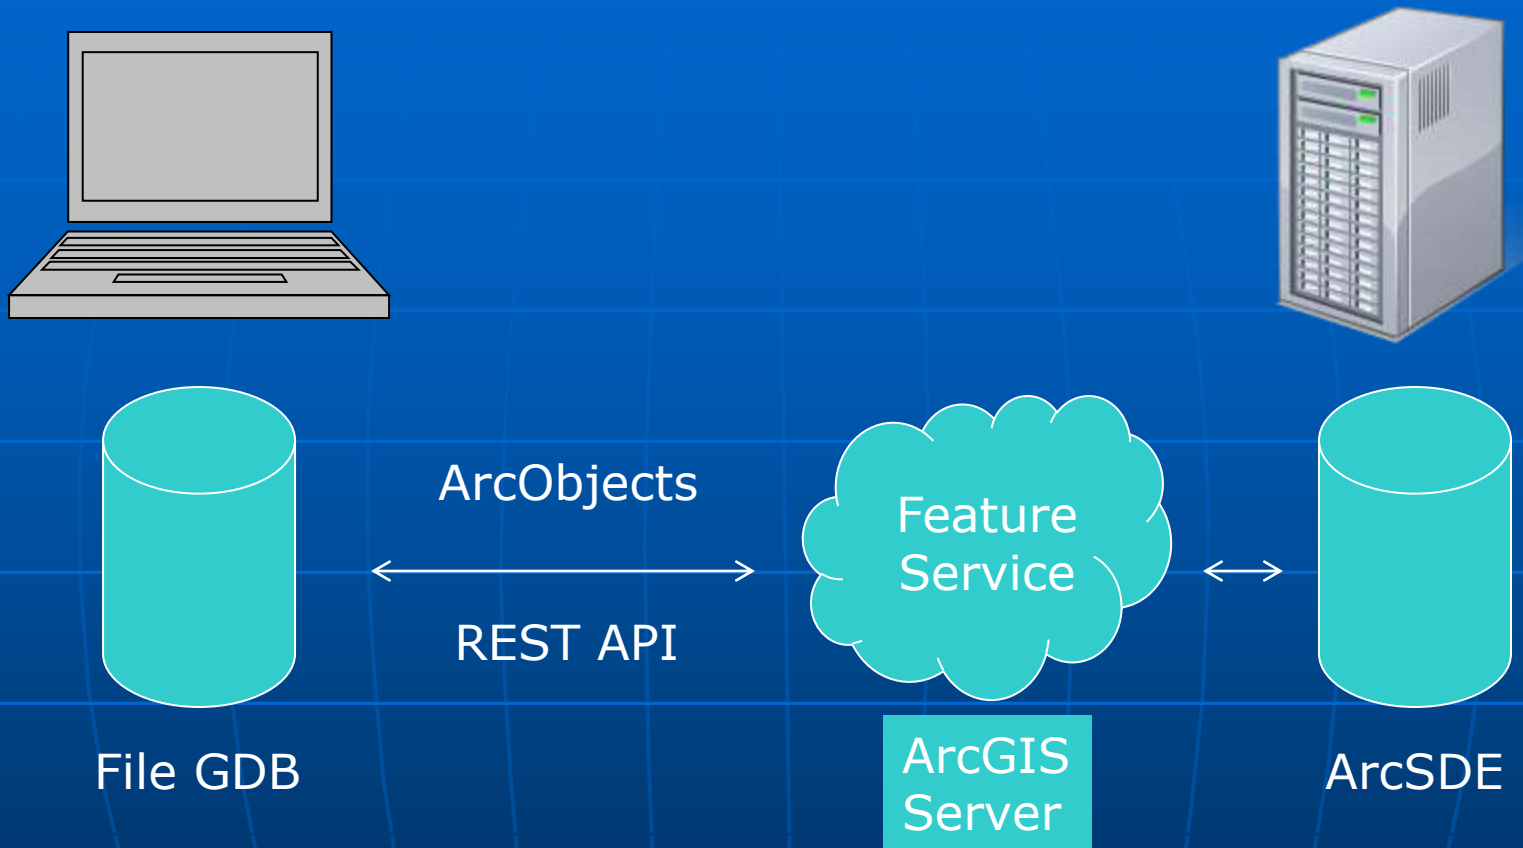 ArcObjects
REST API
Feature
Service
File GDB
ArcGIS
Server
ArcSDE